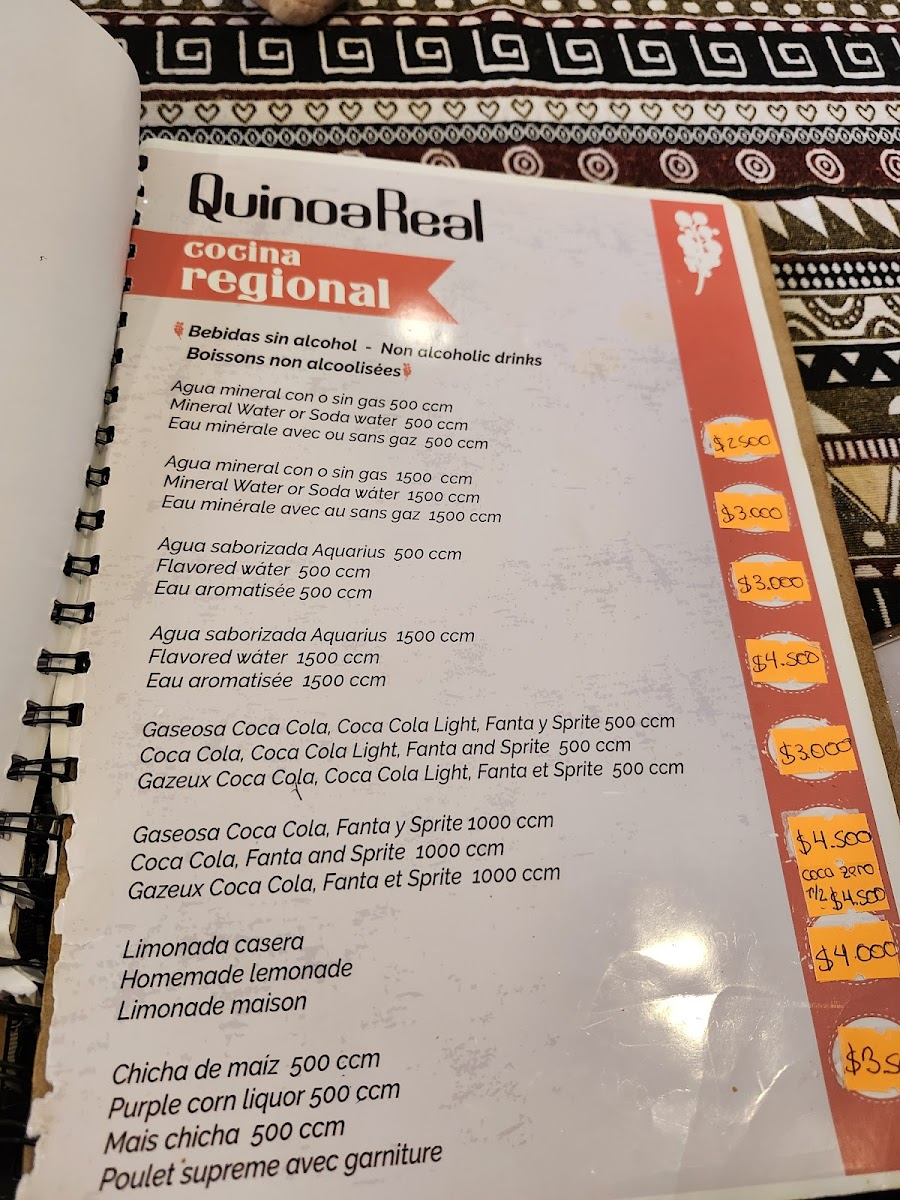 QuinoaReal
cocina
regional
Bebidas sin alcohol - Non alcoholic drinks
Boissons non alcoolisées
Agua mineral con o sin gas 500 ccm
Mineral Water or Soda water 500 ccm
Eau minérale avec ou sans gaz 500 ccm
$2500
Agua mineral con o sin gas 1500 ccm
Mineral Water or Soda wáter 1500 ccm
Eau minérale avec au sans gaz 1500 ccm
$3.000
Agua saborizada Aquarius 500 ccm
Flavored wáter 500 ccm
Eau aromatisée 500 ccm
$3.000
Agua saborizada Aquarius 1500 ccm
Flavored wáter 1500 ccm
Eau aromatisée 1500 ccm
$4.500
Gaseosa Coca Cola, Coca Cola Light, Fanta y Sprite 500 ccm
Coca Cola, Coca Cola Light, Fanta and Sprite 500 ccm
Gazeux Coca Cola, Coca Cola Light, Fanta et Sprite 500 ccm
$3.000
Gaseosa Coca Cola, Fanta y Sprite 1000 ccm
Coca Cola, Fanta and Sprite 1000 ccm
Gazeux Coca Cola, Fanta et Sprite 1000 ccm
$4.500
coca zero
$4.500
Limonada casera
Homemade lemonade
Limonade maison
$4.000
Chicha de maíz 500 ccm
Purple corn liquor 500 ccm
Mais chicha 500 ccm
Poulet supreme avec garniture
$3.5